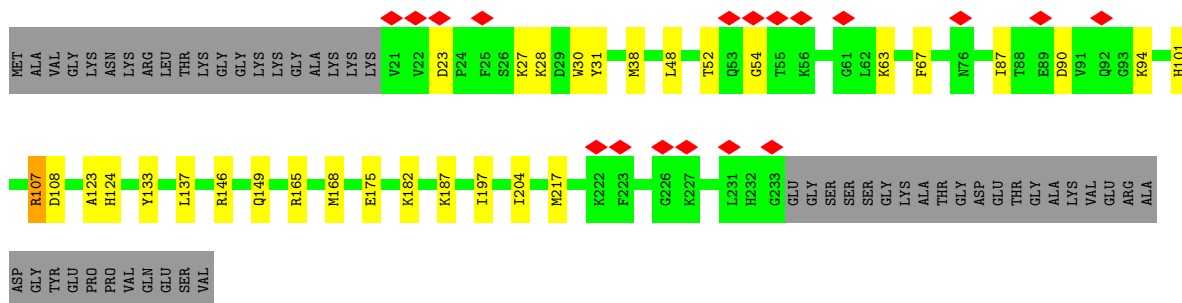 MET ALA VAL GLY LYS ASN LYS ARG LEU THR LYS GLY GLY LYS LYS GLY ALA LYS LYS LYS V21 V22 D23 P24 F25 S26 K27 K28 D29 W30 Y31 M38 L48 T52 Q53 G54 T55 K56 G61 L62 K63 F67 N76 I87 T88 E89 D90 V91 Q92 G93 K94 H101
R107 D108 A123 H124 Y133 L137 R146 Q149 R165 M168 E175 K182 K187 I197 I204 M217 K222 F223 G226 K227 L231 H232 G233 GLU GLY SER SER SER GLY LYS ALA THR GLY ASP GLU THR GLY ALA LYS VAL GLU ARG ALA
ASP GLY TYR GLU PRO PRO VAL GLN GLU SER VAL